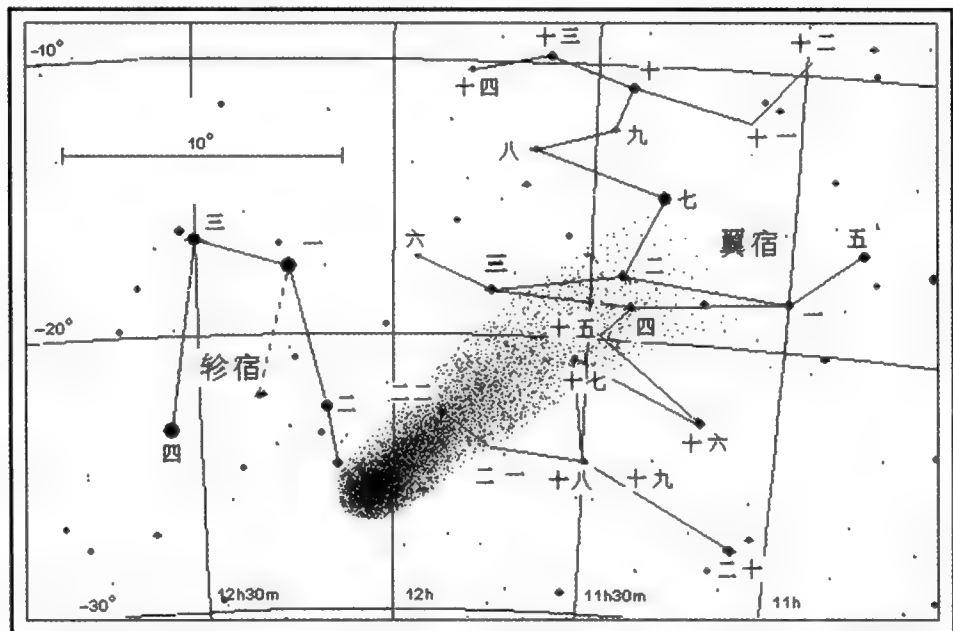 十三
十二
-10°
十
十四
十一
10°
九
八
七
三
一
六
翼宿
五
三
二
一
-20°
十五
四
轸宿
十七
二二
二
十六
四
二一
十八
十九
二十
-30°
12h30m
12h
11h30m
11h